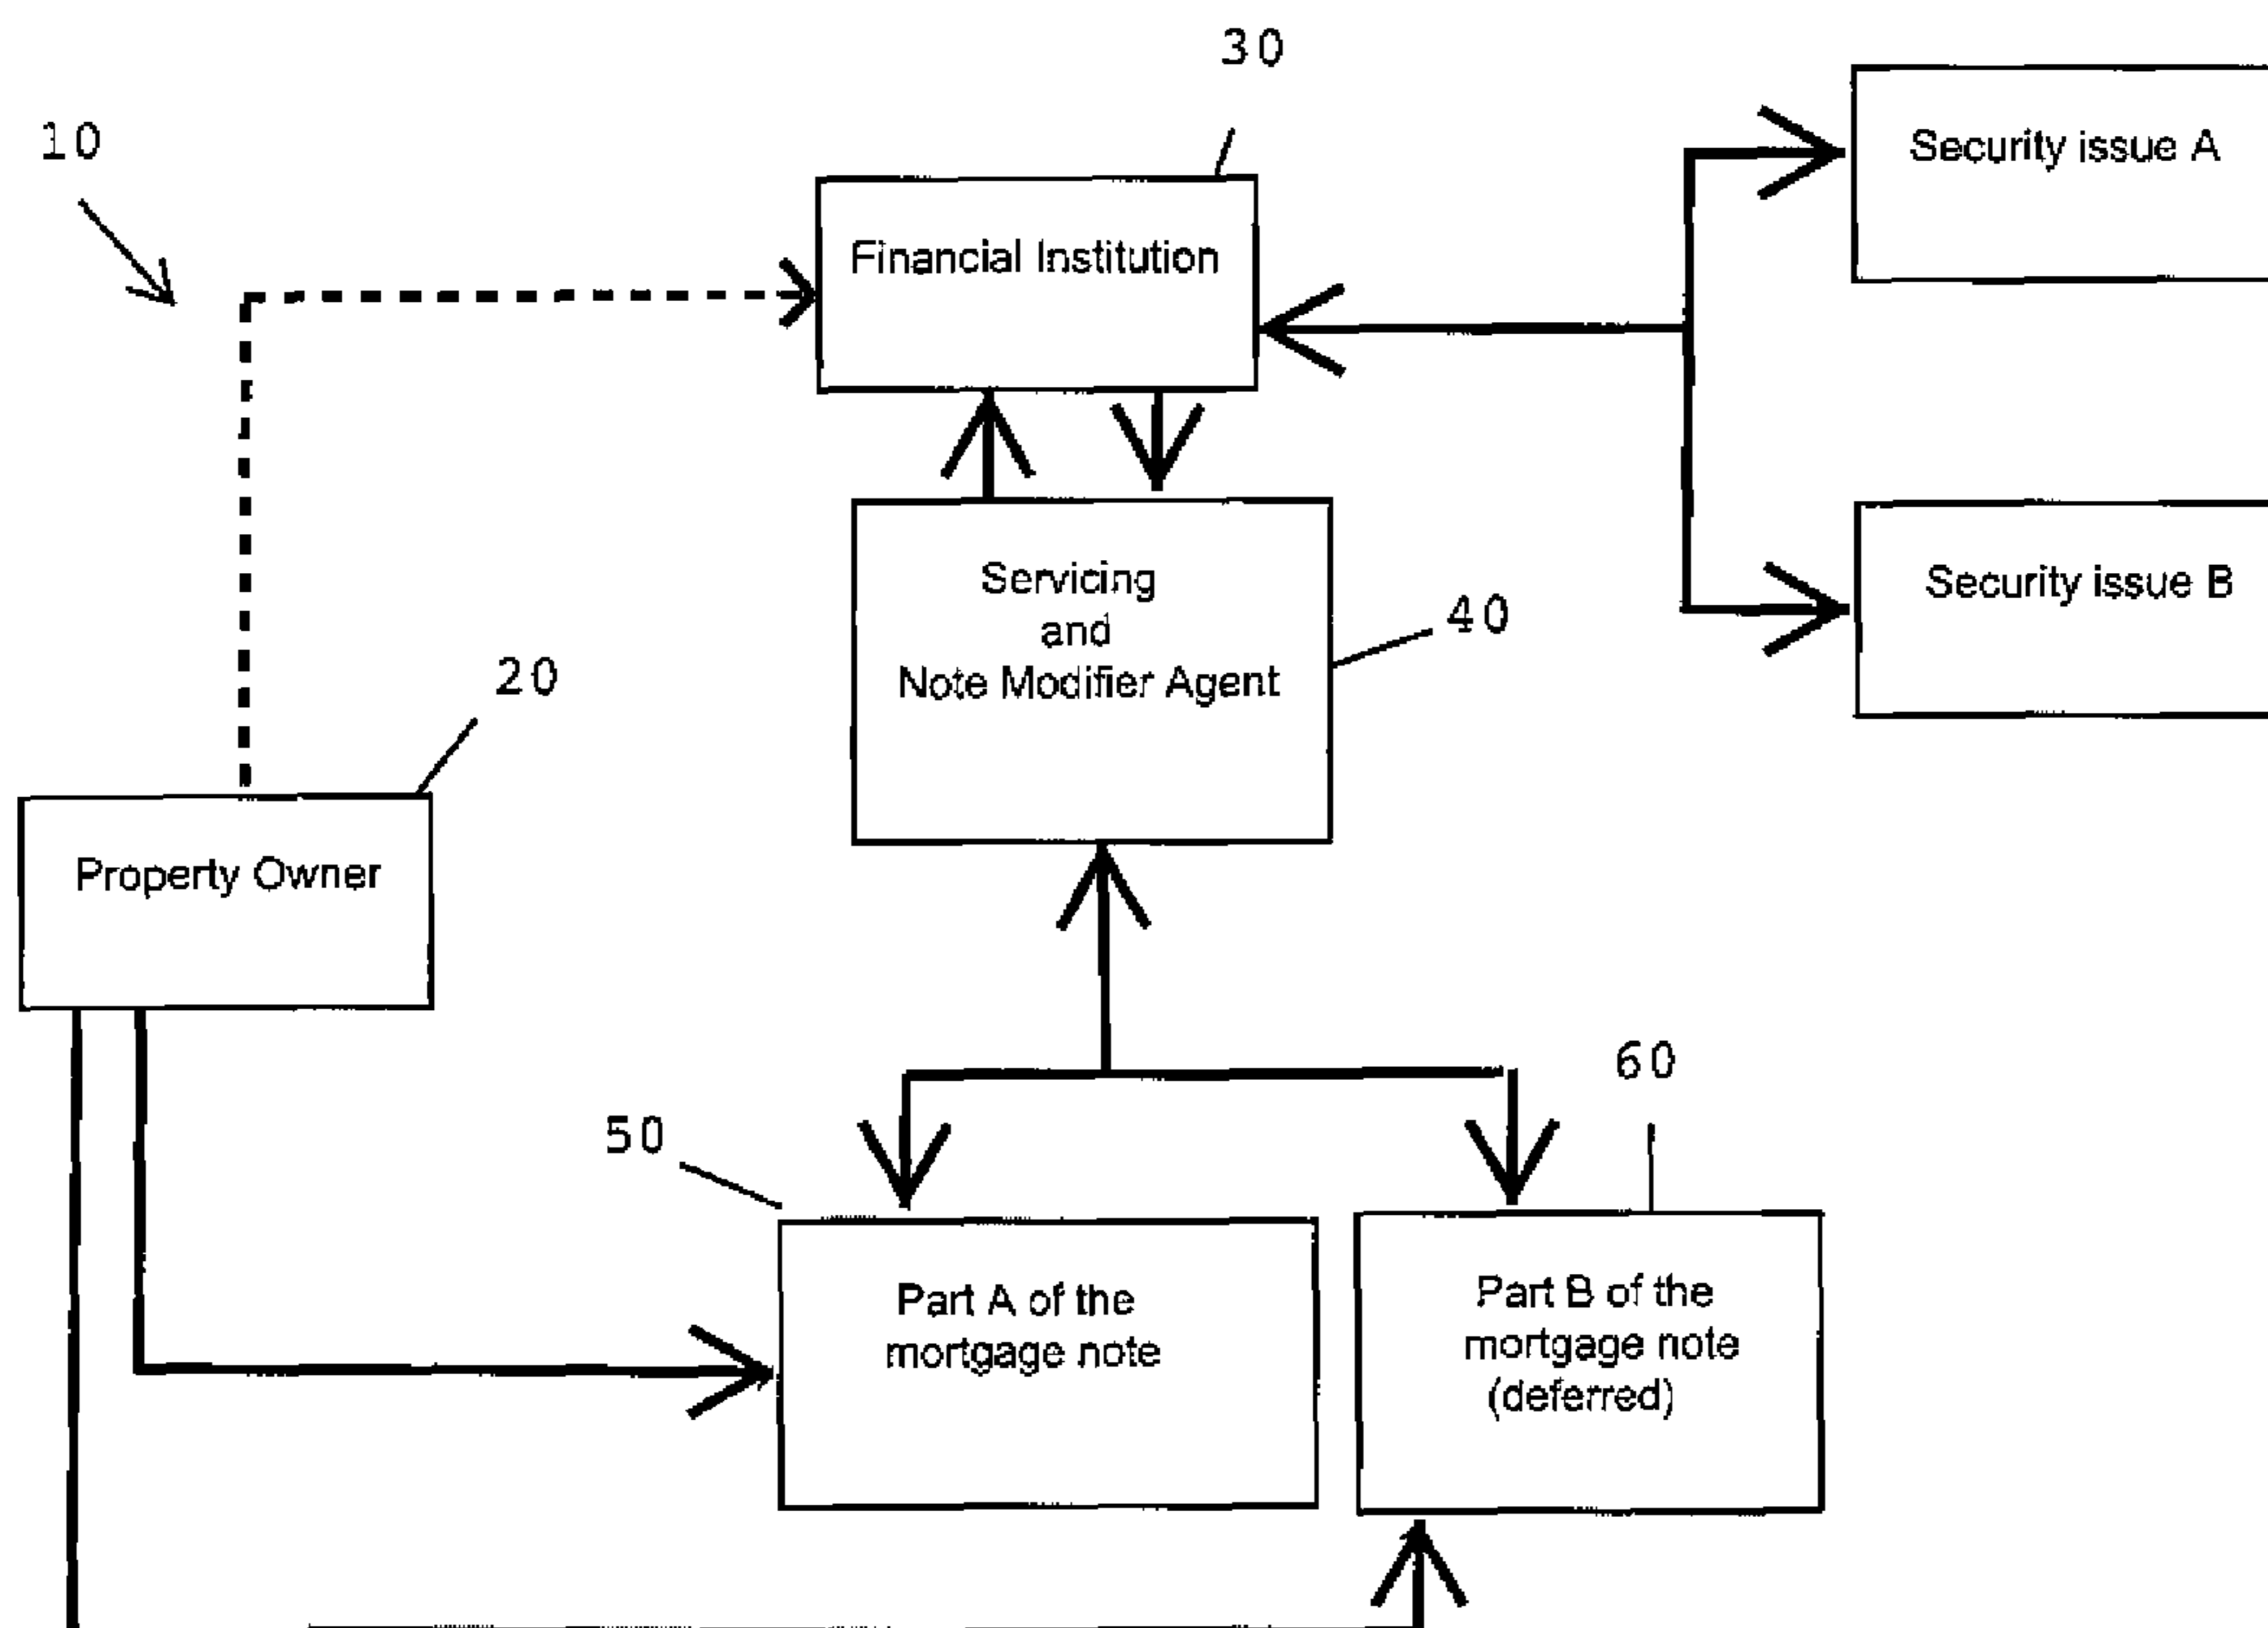 30
10
Security issue A
Financial Institution
Servicing
and
Note Modifier Agent
40
Security issue B
20
Property Owner
60
50
Part A of the
mortgage note
Part B of the
mortgage note
(deferred)